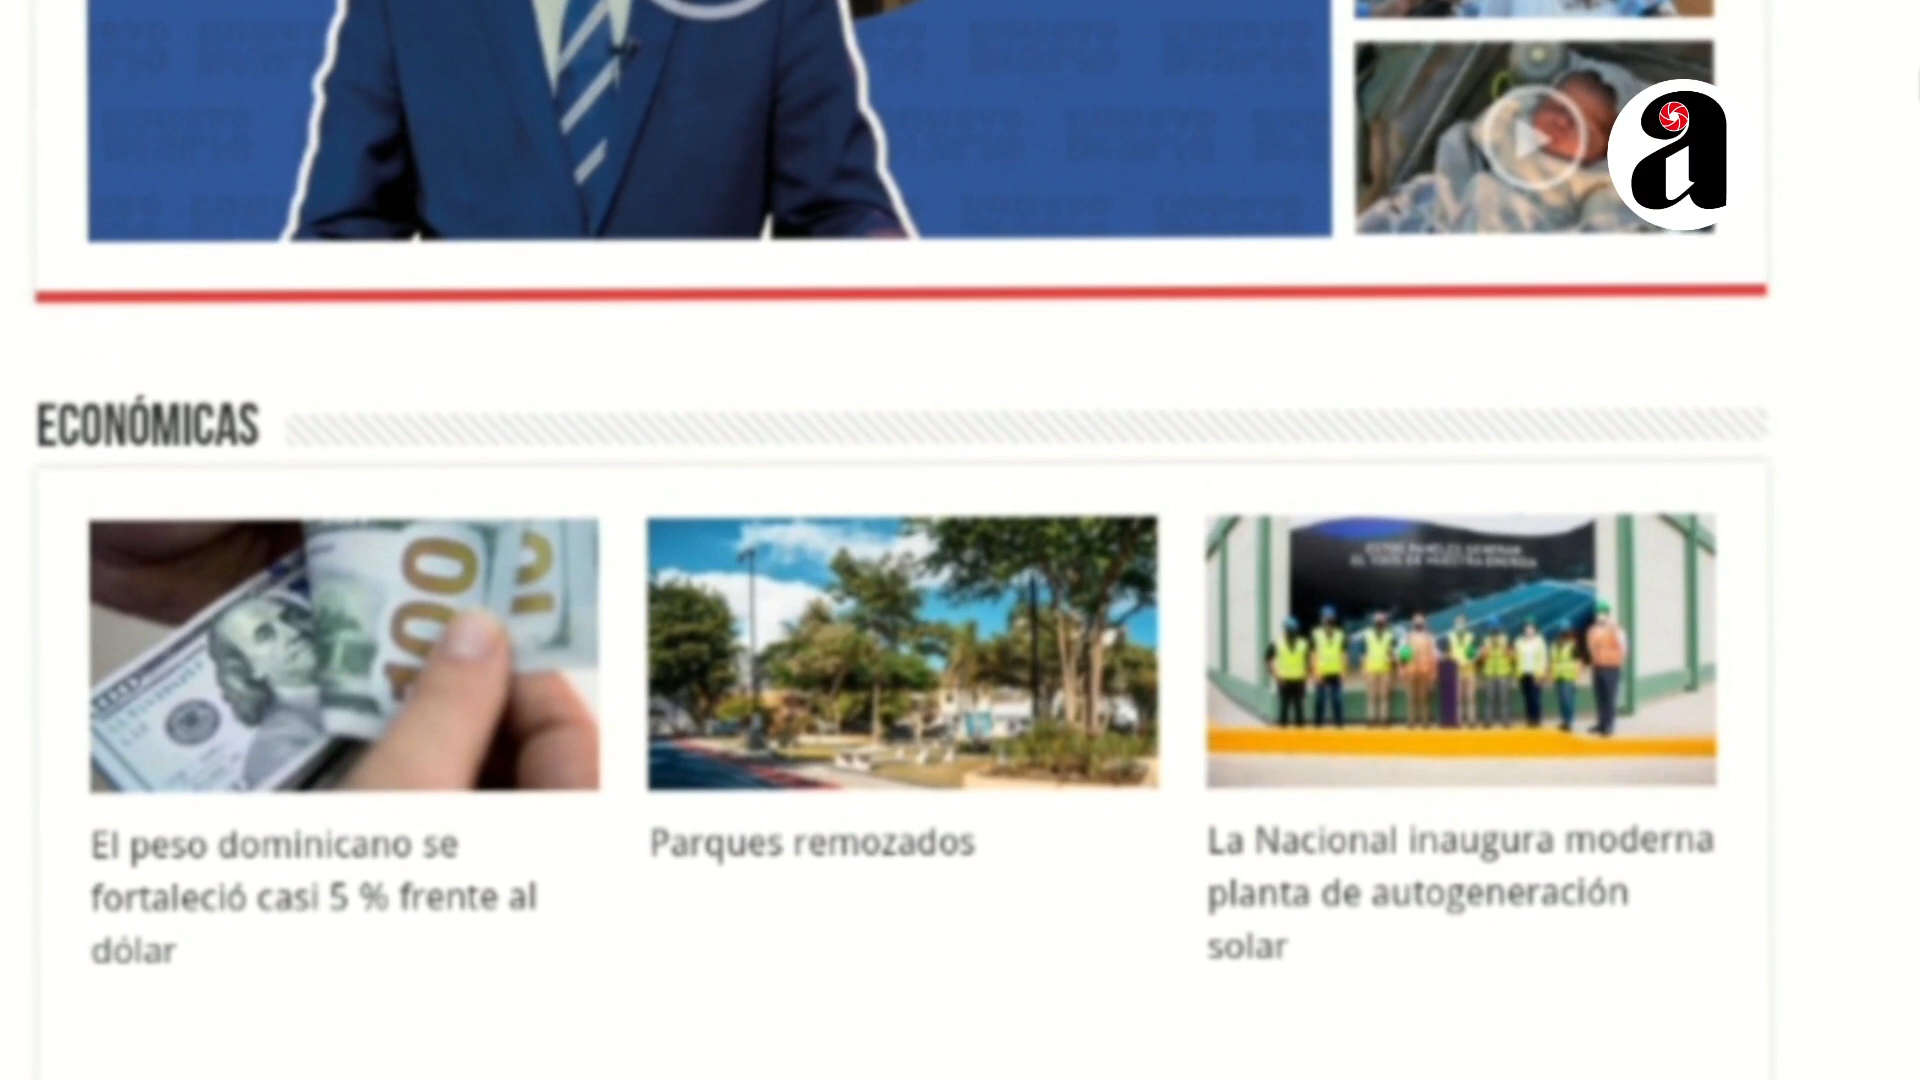 a
ECONÓMICAS
100
El peso dominicano se
fortaleció casi 5 % frente al
dólar
Parques remozados
La Nacional inaugura moderna
planta de autogeneración
solar